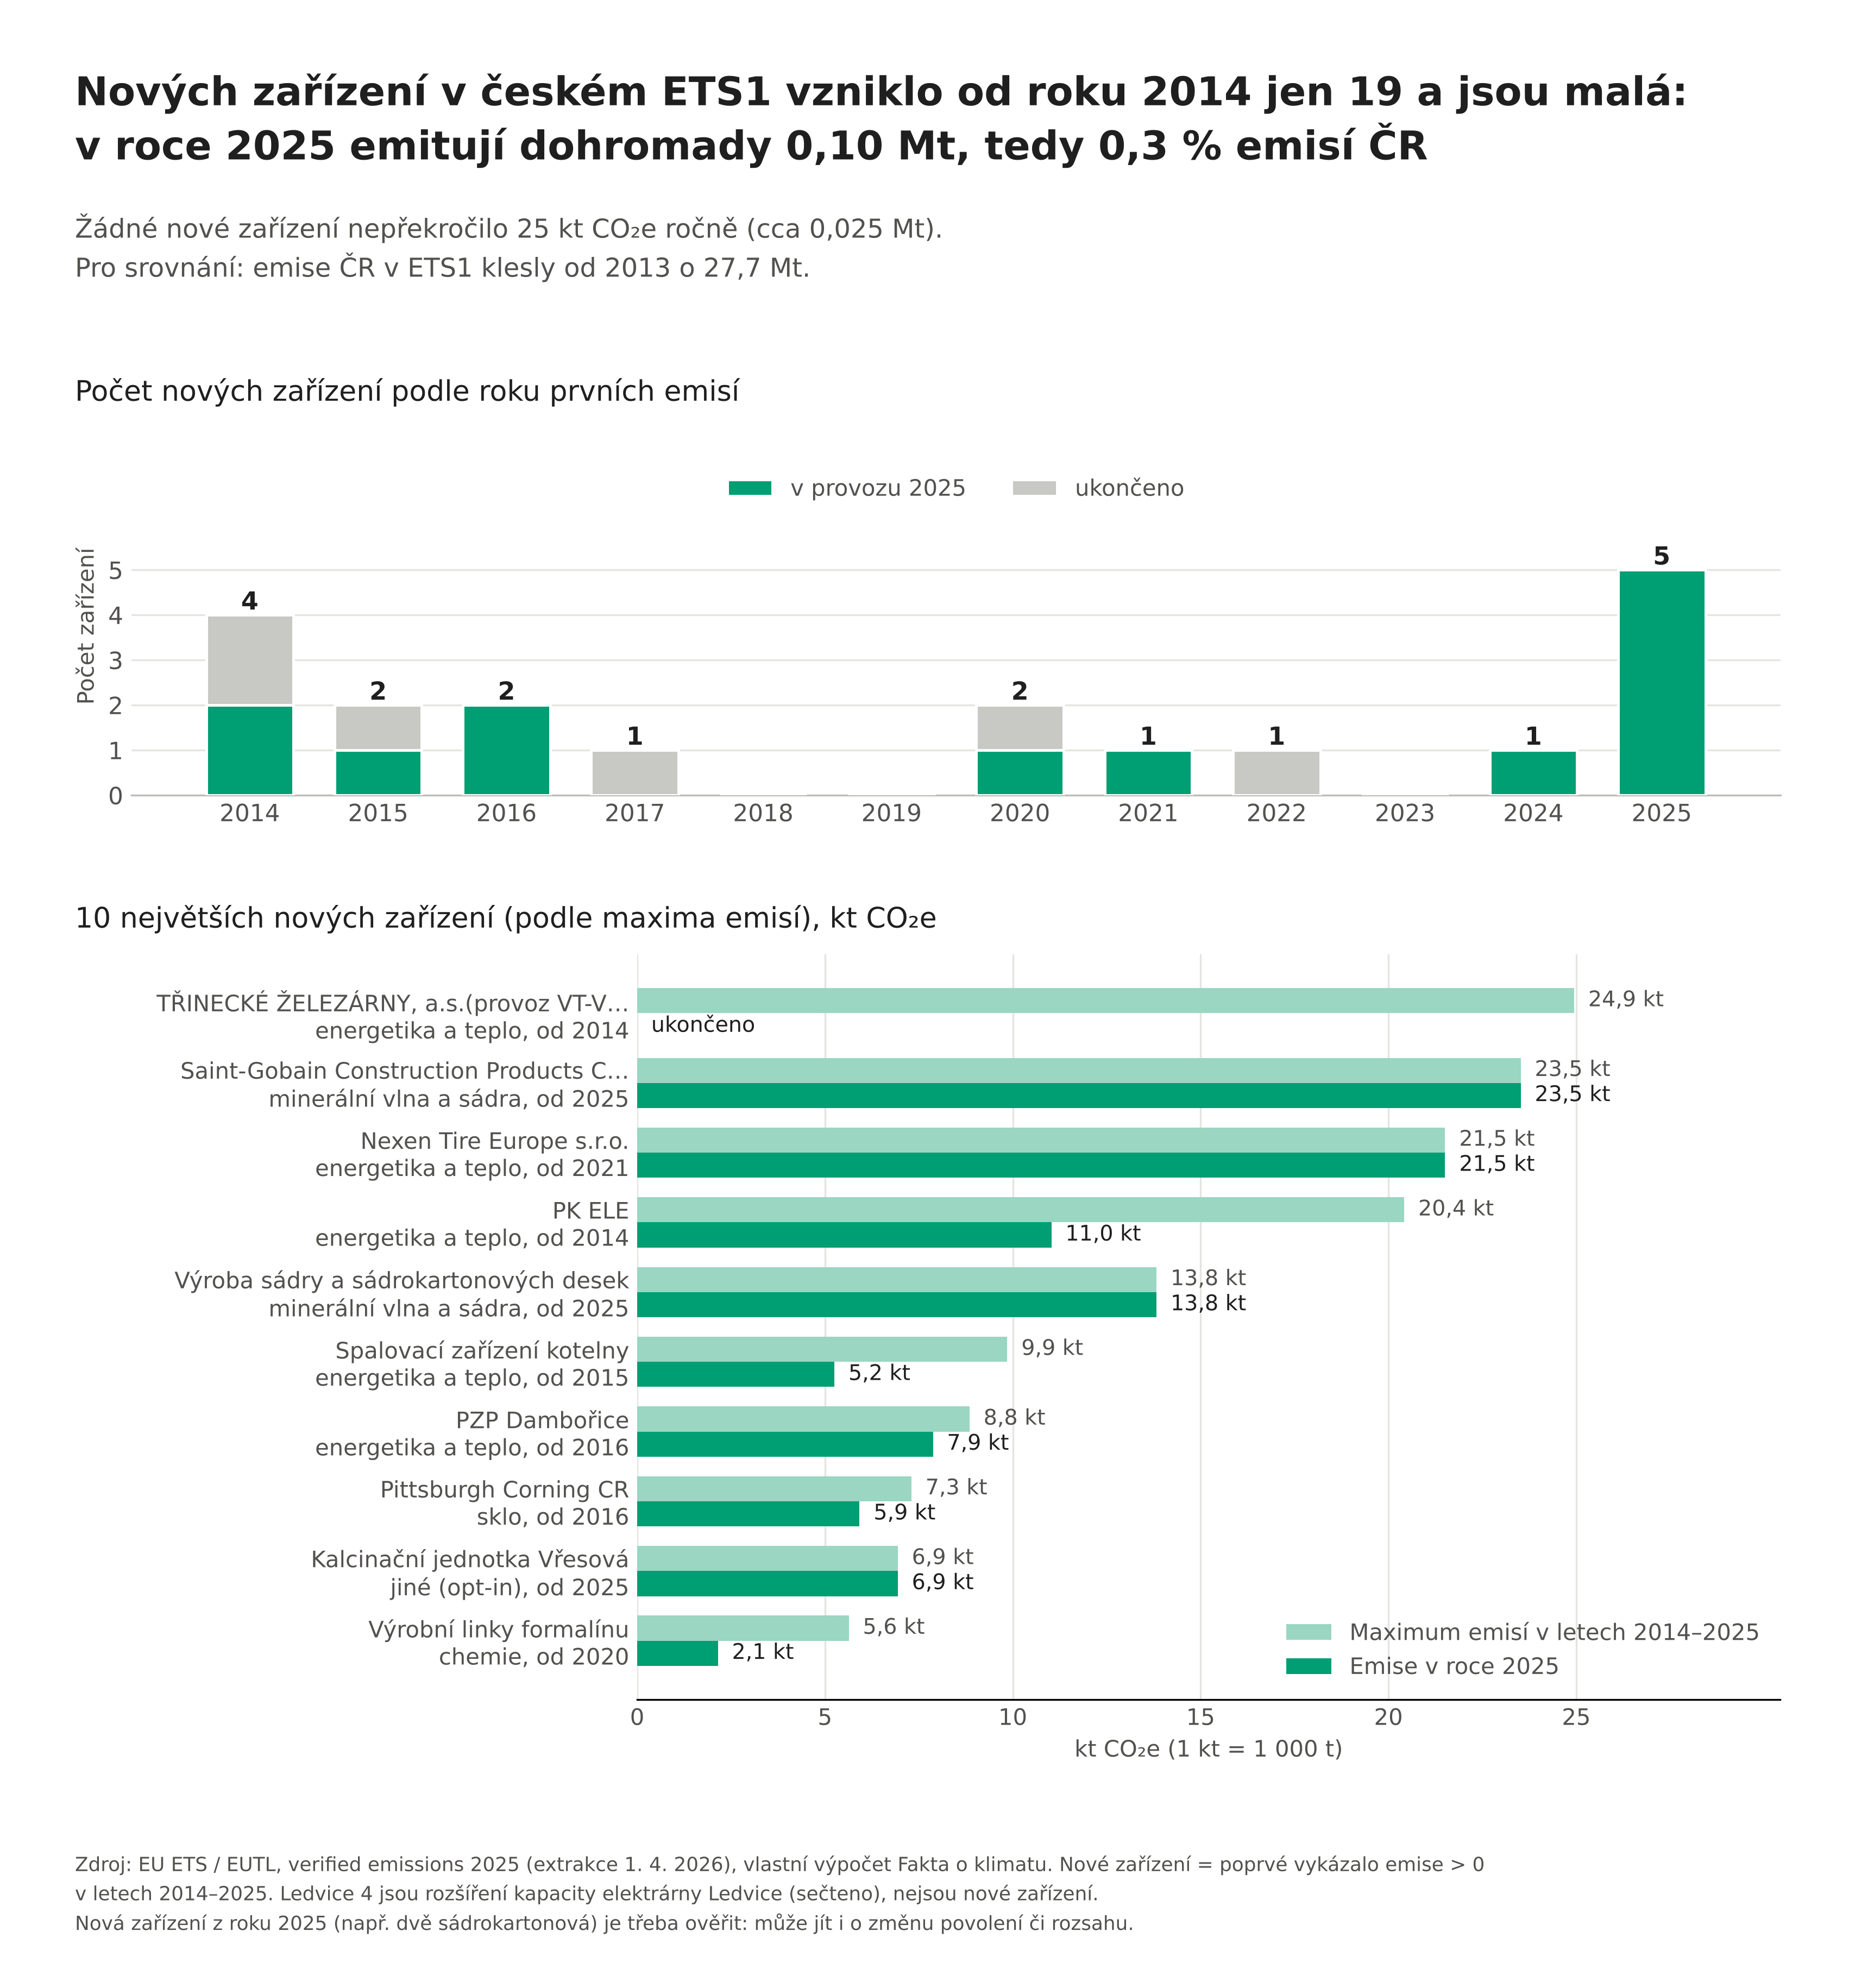 Nových zařízení v českém ETS1 vzniklo od roku 2014 jen 19 a jsou malá:
v roce 2025 emitují dohromady 0,10 Mt, tedy 0,3 % emisí ČR
Žádné nové zařízení nepřekročilo 25 kt CO₂e ročně (cca 0,025 Mt).
Pro srovnání: emise ČR v ETS1 klesly od 2013 o 27,7 Mt.
Počet nových zařízení podle roku prvních emisí
v provozu 2025
ukončeno
Počet zařízení
5
4
3
2
1
0
4
2
2
1
2
1
1
1
5
2014
2015
2016
2017
2018
2019
2020
2021
2022
2023
2024
2025
10 největších nových zařízení (podle maxima emisí), kt CO₂e
TŘINECKÉ ŽELEZÁRNY, a.s.(provoz VT-V…
energetika a teplo, od 2014
24,9 kt
ukončeno
Saint-Gobain Construction Products C…
minerální vlna a sádra, od 2025
23,5 kt
23,5 kt
Nexen Tire Europe s.r.o.
energetika a teplo, od 2021
21,5 kt
21,5 kt
PK ELE
energetika a teplo, od 2014
20,4 kt
11,0 kt
Výroba sádry a sádrokartonových desek
minerální vlna a sádra, od 2025
13,8 kt
13,8 kt
Spalovací zařízení kotelny
energetika a teplo, od 2015
9,9 kt
5,2 kt
PZP Dambořice
energetika a teplo, od 2016
8,8 kt
7,9 kt
Pittsburgh Corning CR
sklo, od 2016
7,3 kt
5,9 kt
Kalcinační jednotka Vřesová
jiné (opt-in), od 2025
6,9 kt
6,9 kt
Výrobní linky formalínu
chemie, od 2020
5,6 kt
2,1 kt
Maximum emisí v letech 2014–2025
Emise v roce 2025
0
5
10
15
20
25
kt CO₂e (1 kt = 1 000 t)
Zdroj: EU ETS / EUTL, verified emissions 2025 (extrakce 1. 4. 2026), vlastní výpočet Fakta o klimatu. Nové zařízení = poprvé vykázalo emise > 0
v letech 2014–2025. Ledvice 4 jsou rozšíření kapacity elektrárny Ledvice (sečteno), nejsou nové zařízení.
Nová zařízení z roku 2025 (např. dvě sádrokartonová) je třeba ověřit: může jít i o změnu povolení či rozsahu.